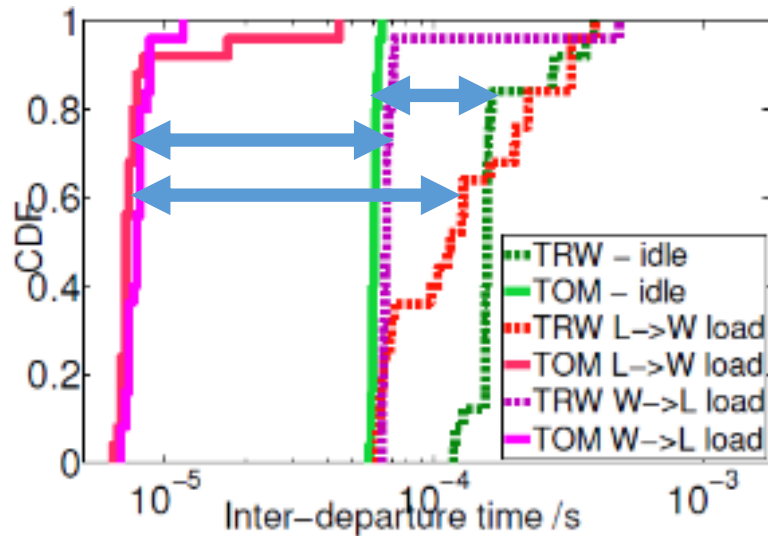 1
0.8
0.6
0.4
0.2
0
CDF
TRW – idle
TOM – idle
TRW L->W load
TOM L->W load
TRW W->L load
TOM W->L load
10^-5
10^-4
10^-3
Inter-departure time /s